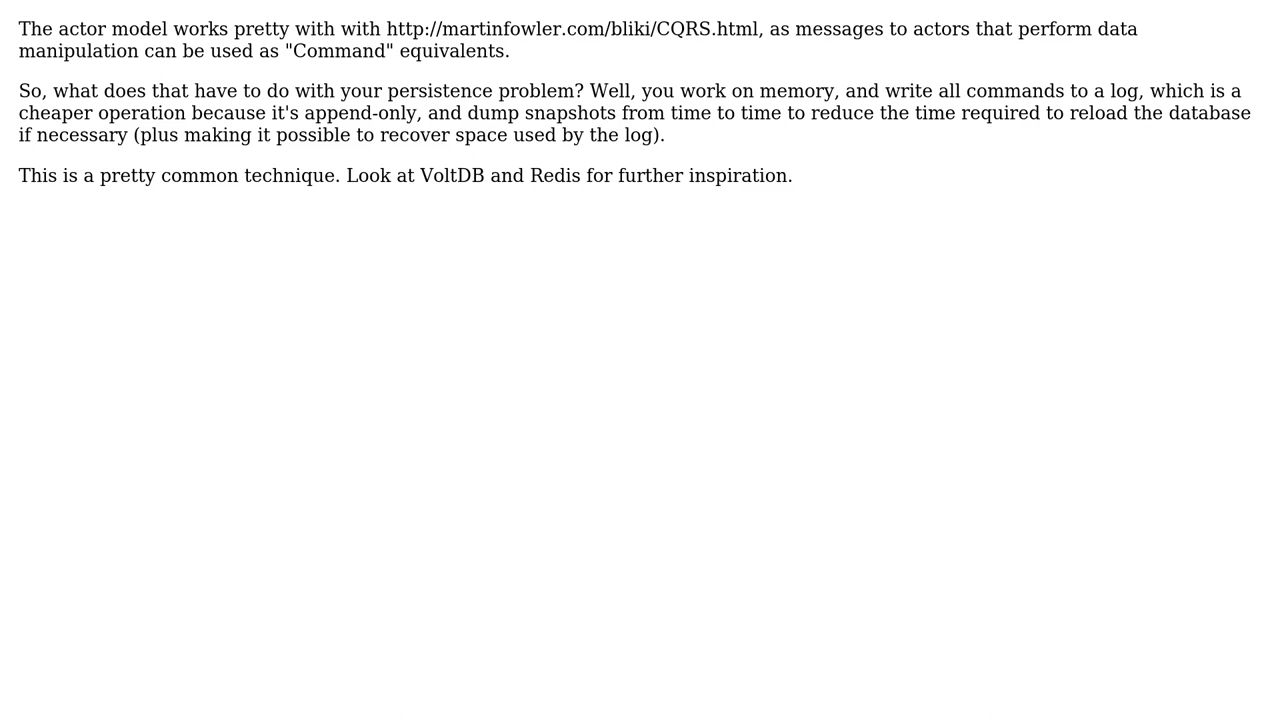 The actor model works pretty with with http://martinfowler.com/bliki/CQRS.html, as messages to actors that perform data
manipulation can be used as "Command" equivalents.
So, what does that have to do with your persistence problem? Well, you work on memory, and write all commands to a log, which is a
cheaper operation because it's append-only, and dump snapshots from time to time to reduce the time required to reload the database
if necessary (plus making it possible to recover space used by the log).
This is a pretty common technique. Look at VoltDB and Redis for further inspiration.